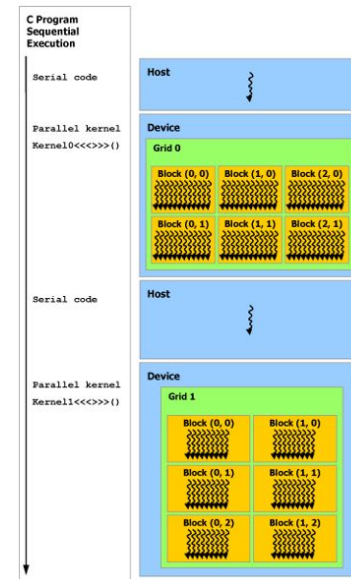 C Program
Sequential
Execution
Serial code
Host
Parallel kernel
Kernel0<<<>>>()
Device
Grid 0
Block (0, 0) Block (1, 0) Block (2, 0)
Block (0, 1) Block (1, 1) Block (2, 1)
Serial code
Host
Parallel kernel
Kernel1<<<>>>()
Device
Grid 1
Block (0, 0) Block (1, 0)
Block (0, 1) Block (1, 1)
Block (0, 2) Block (1, 2)